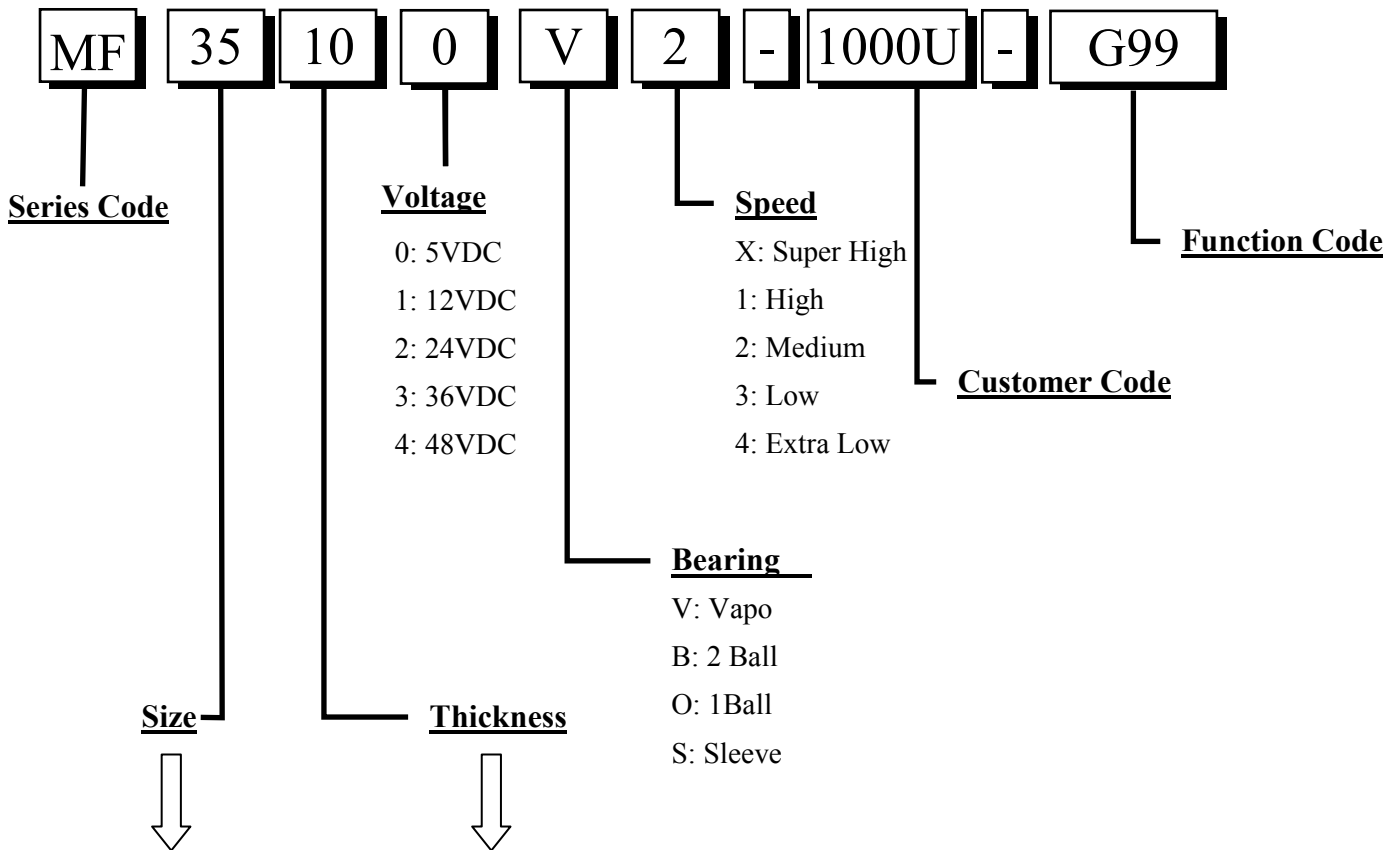 MF 35 10 0 V 2 - 1000U - G99
Series Code
Voltage
0: 5VDC
1: 12VDC
2: 24VDC
3: 36VDC
4: 48VDC
Speed
X: Super High
1: High
2: Medium
3: Low
4: Extra Low
Function Code
Customer Code
Bearing
V: Vapo
B: 2 Ball
O: 1Ball
S: Sleeve
Size
Thickness